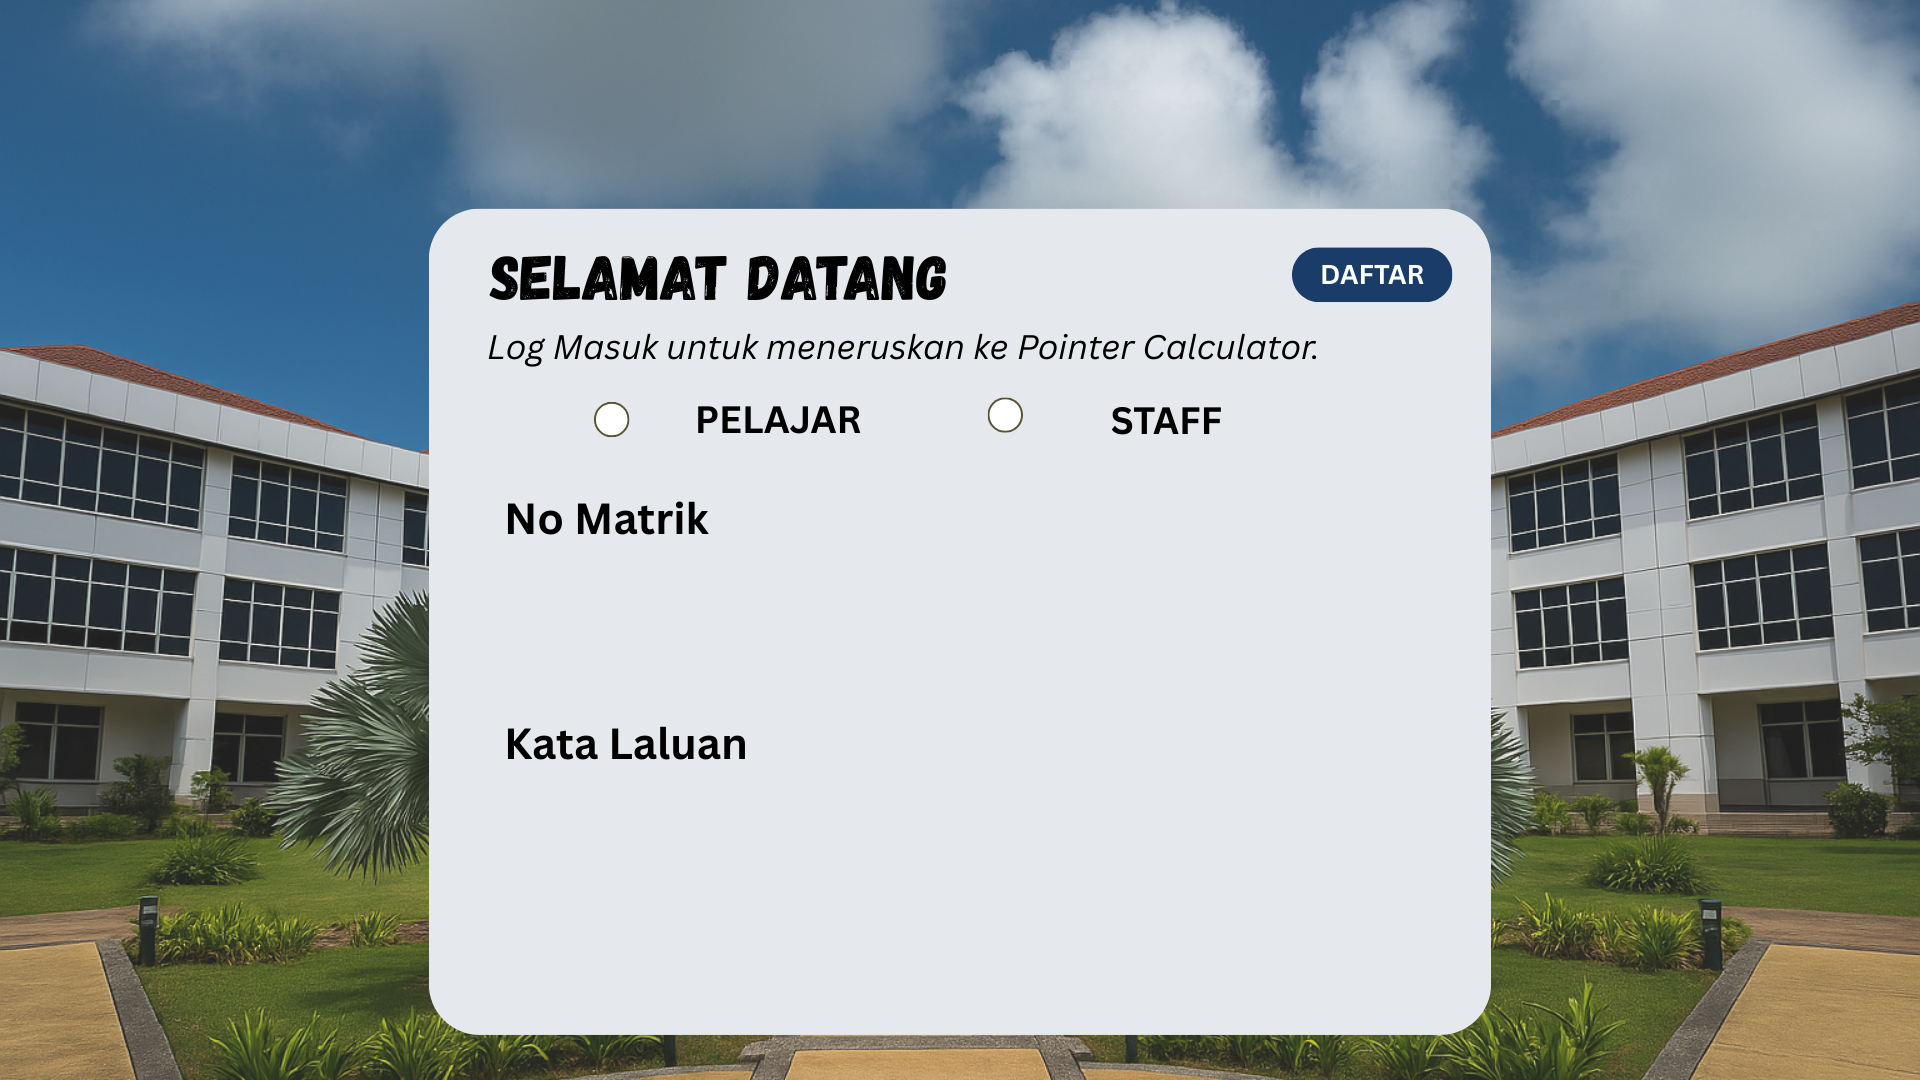 SELAMAT DATANG
DAFTAR
Log Masuk untuk meneruskan ke Pointer Calculator.
PELAJAR
STAFF
No Matrik
Kata Laluan